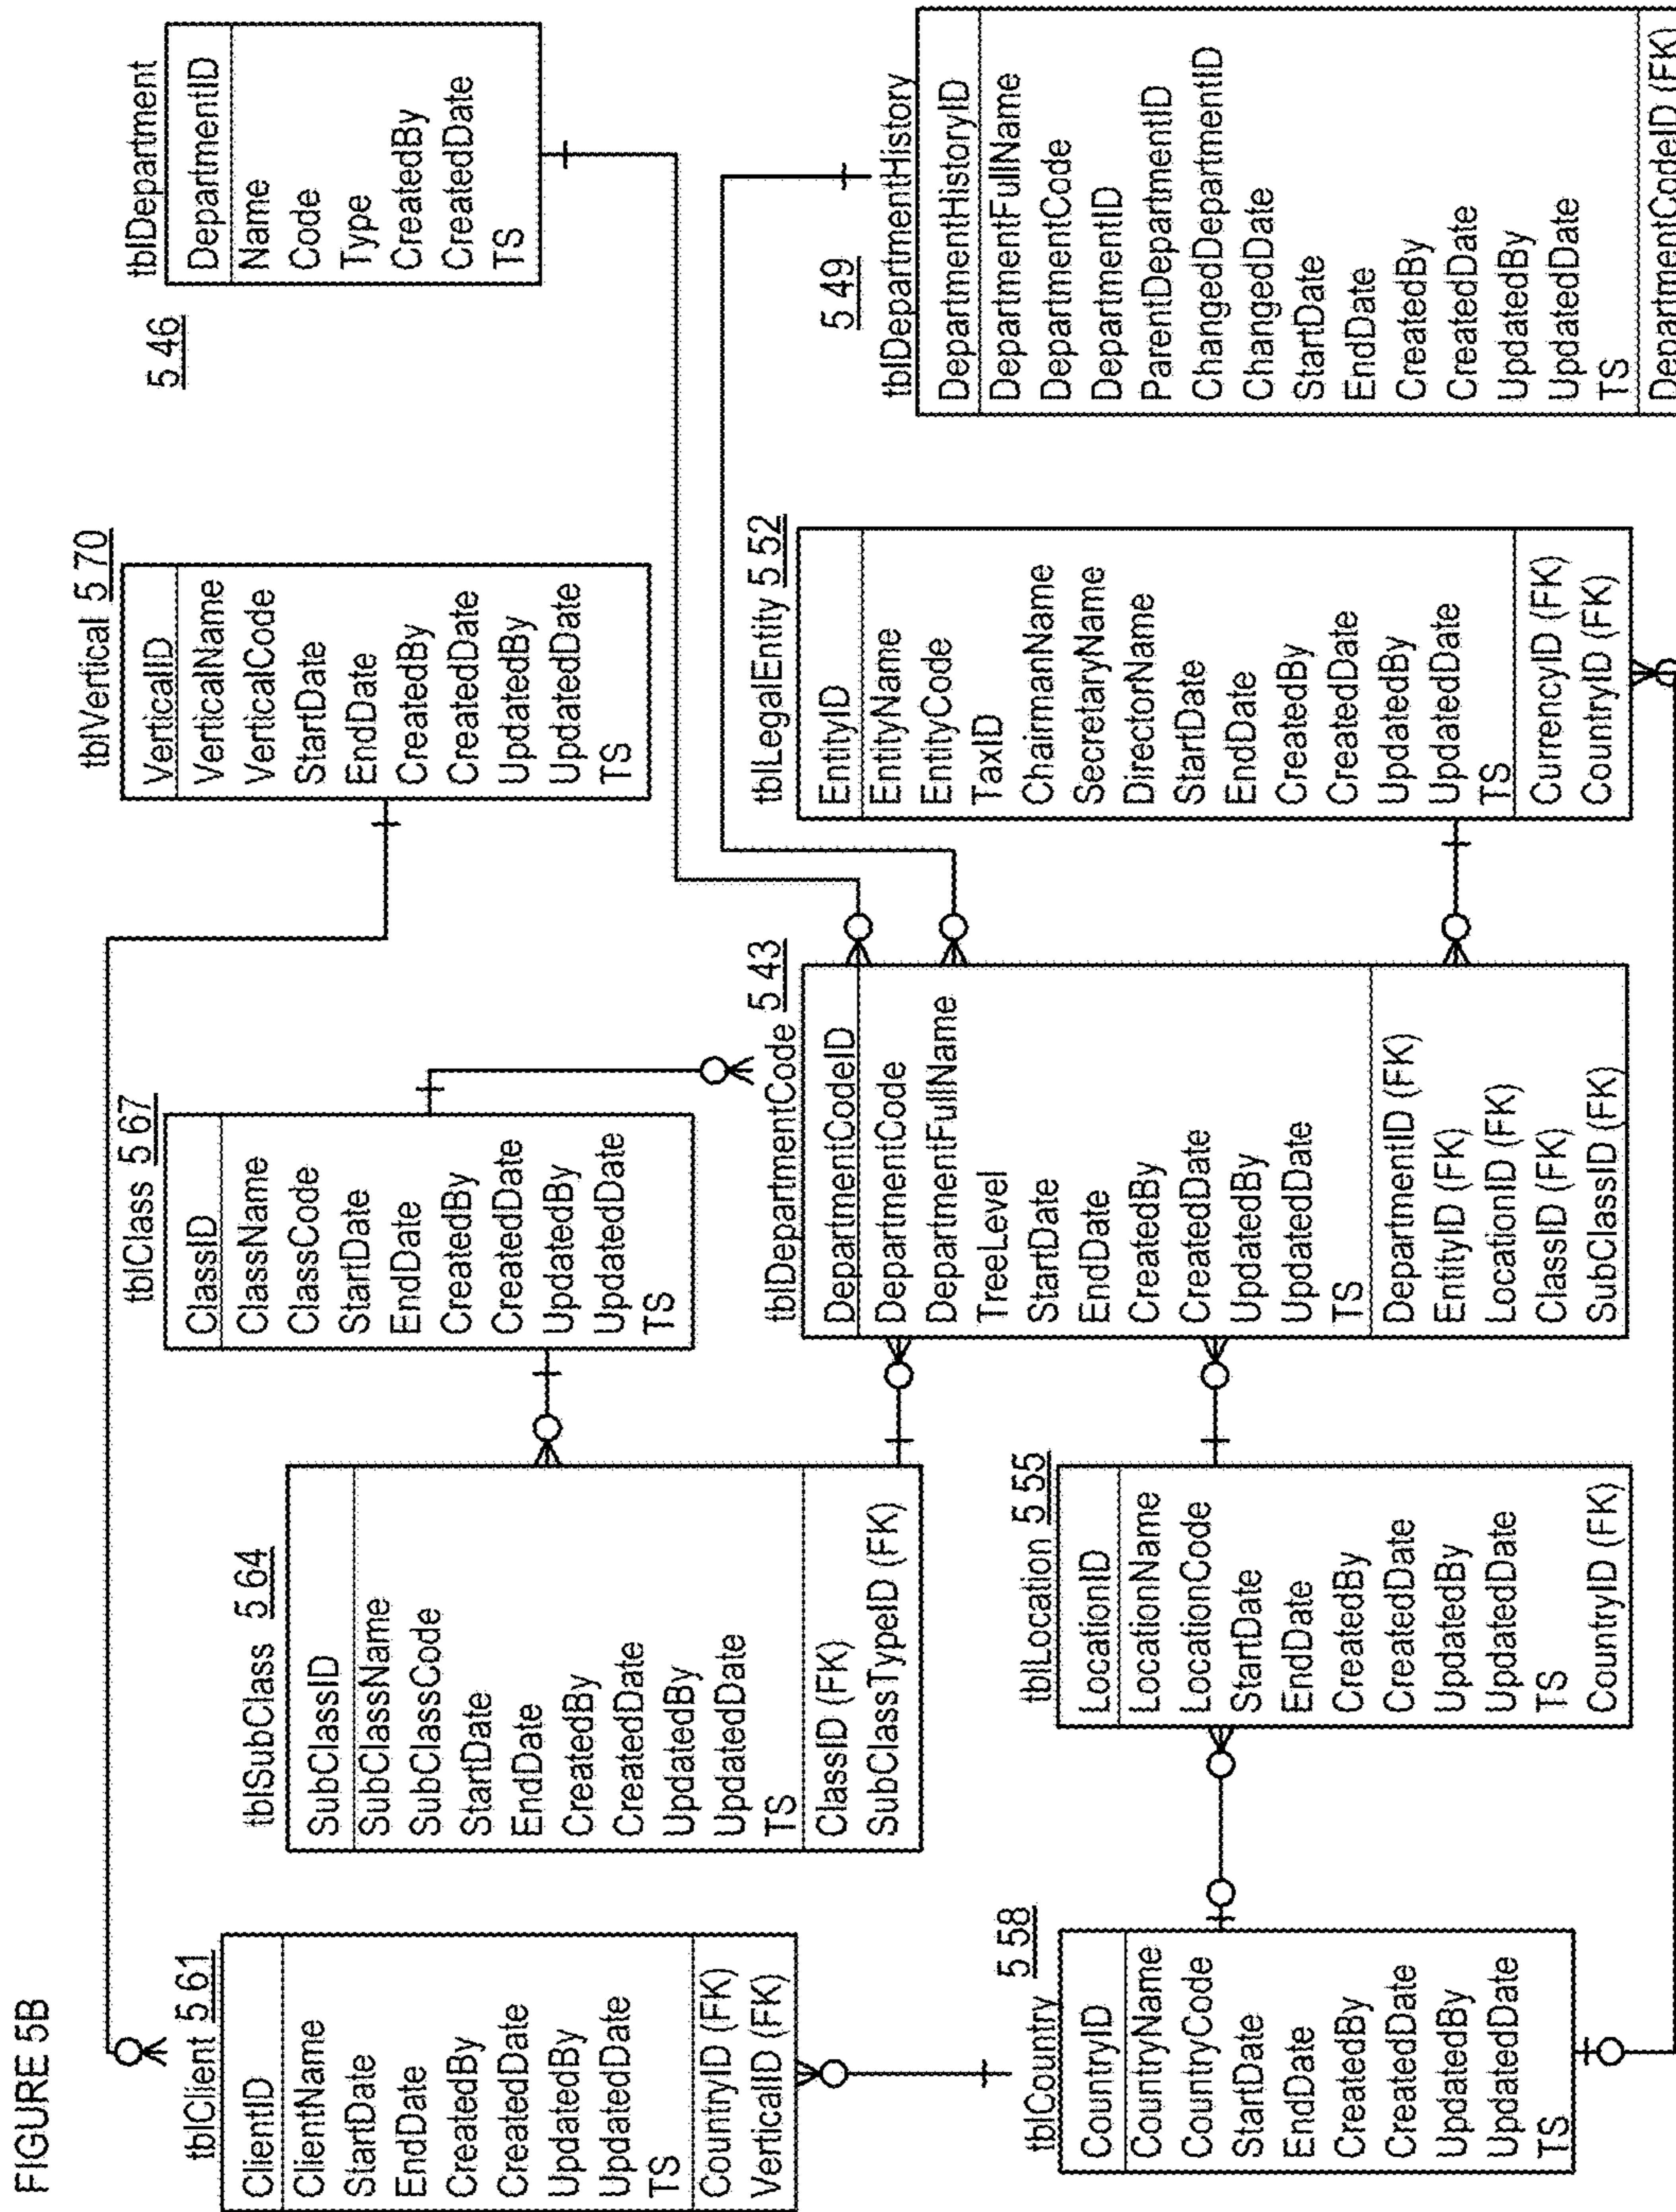 FIGURE 5B
tblClient 5 61
ClientID
ClientName
StartDate
EndDate
CreatedBy
CreatedDate
UpdatedBy
UpdatedDate
TS
CountryID (FK)
VerticalID (FK)
tblSubClass 5 64
SubClassID
SubClassName
SubClassCode
StartDate
EndDate
CreatedBy
CreatedDate
UpdatedBy
UpdatedDate
TS
ClassID (FK)
SubClassTypeID (FK)
tblClass 5 67
ClassID
ClassName
ClassCode
StartDate
EndDate
CreatedBy
CreatedDate
UpdatedBy
UpdatedDate
TS
tblVertical 5 70
VerticalID
VerticalName
VerticalCode
StartDate
EndDate
CreatedBy
CreatedDate
UpdatedBy
UpdatedDate
TS
5 46
tblDepartment
DepartmentID
Name
Code
Type
CreatedBy
CreatedDate
TS
5 58
tblCountry
CountryID
CountryName
CountryCode
StartDate
EndDate
CreatedBy
CreatedDate
UpdatedBy
UpdatedDate
TS
tblLocation 5 55
LocationID
LocationName
LocationCode
StartDate
EndDate
CreatedBy
CreatedDate
UpdatedBy
UpdatedDate
TS
CountryID (FK)
tblDepartmentCode 5 43
DepartmentCodeID
DepartmentCode
DepartmentFullName
TreeLevel
StartDate
EndDate
CreatedBy
CreatedDate
UpdatedBy
UpdatedDate
TS
DepartmentID (FK)
EntityID (FK)
LocationID (FK)
ClassID (FK)
SubClassID (FK)
tblLegalEntity 5 52
EntityID
EntityName
EntityCode
TaxID
ChairmanName
SecretaryName
DirectorName
StartDate
EndDate
CreatedBy
CreatedDate
UpdatedBy
UpdatedDate
TS
CurrencyID (FK)
CountryID (FK)
5 49
tblDepartmentHistory
DepartmentHistoryID
DepartmentFullName
DepartmentCode
DepartmentID
ParentDepartmentID
ChangedDepartmentID
ChangedDate
StartDate
EndDate
CreatedBy
CreatedDate
UpdatedBy
UpdatedDate
TS
DepartmentCodeID (FK)